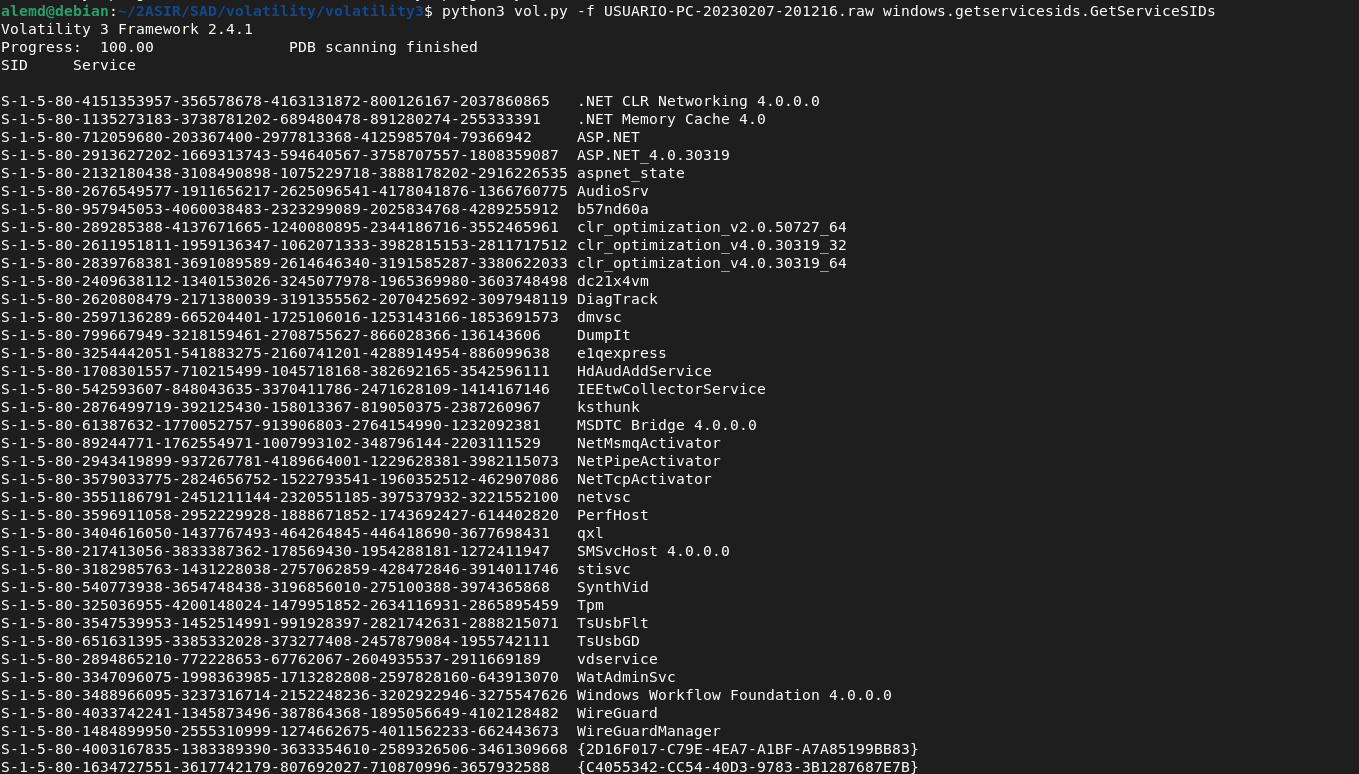 alemd@debian:~/2ASIR/SAD/volatility/volatility3$ python3 vol.py -f USUARIO-PC-20230207-201216.raw windows.getservicesids.GetServiceSIDs
Volatility 3 Framework 2.4.1
Progress:  100.00               PDB scanning finished
SID     Service
S-1-5-80-4151353957-356578678-4163131872-800126167-2037860865   .NET CLR Networking 4.0.0.0
S-1-5-80-1135273183-3738781202-689480478-891280274-255333391    .NET Memory Cache 4.0
S-1-5-80-712059680-203367400-2977813368-4125985704-79366942     ASP.NET
S-1-5-80-2913627202-1669313743-594640567-3758707557-1808359087  ASP.NET_4.0.30319
S-1-5-80-2132180438-3108490898-1075229718-3888178202-2916226535 aspnet_state
S-1-5-80-2676549577-1911656217-2625096541-4178041876-1366760775 AudioSrv
S-1-5-80-957945053-4060038483-2323299089-2025834768-4289255912  b57nd60a
S-1-5-80-289285388-4137671665-1240080895-2344186716-3552465961  clr_optimization_v2.0.50727_64
S-1-5-80-2611951811-1959136347-1062071333-3982815153-2811717512 clr_optimization_v4.0.30319_32
S-1-5-80-2839768381-3691089589-2614646340-3191585287-3380622033 clr_optimization_v4.0.30319_64
S-1-5-80-2409638112-1340153026-3245077978-1965369980-3603748498 dc21x4vm
S-1-5-80-2620808479-2171380039-3191355562-2070425692-3097948119 DiagTrack
S-1-5-80-2597136289-665204401-1725106016-1253143166-1853691573  dmvsc
S-1-5-80-799667949-3218159461-2708755627-866028366-136143606    DumpIt
S-1-5-80-3254442051-541883275-2160741201-4288914954-886099638   e1qexpress
S-1-5-80-1708301557-710215499-1045718168-382692165-3542596111   HdAudAddService
S-1-5-80-542593607-848043635-3370411786-2471628109-1414167146   IEEtwCollectorService
S-1-5-80-2876499719-392125430-158013367-819050375-2387260967    ksthunk
S-1-5-80-61387632-1770052757-913906803-2764154990-1232092381    MSDTC Bridge 4.0.0.0
S-1-5-80-89244771-1762554971-1007993102-348796144-2203111529    NetMsmqActivator
S-1-5-80-2943419899-937267781-4189664001-1229628381-3982115073  NetPipeActivator
S-1-5-80-3579033775-2824656752-1522793541-1960352512-462907086  NetTcpActivator
S-1-5-80-3551186791-2451211144-2320551185-397537932-3221552100  netvsc
S-1-5-80-3596911058-2952229928-1888671852-1743692427-614402820  PerfHost
S-1-5-80-3404616050-1437767493-464264845-446418690-3677698431   qxl
S-1-5-80-217413056-3833387362-178569430-1954288181-1272411947   SMSvcHost 4.0.0.0
S-1-5-80-3182985763-1431228038-2757062859-428472846-3914011746  stisvc
S-1-5-80-540773938-3654748438-3196856010-275100388-3974365868   SynthVid
S-1-5-80-325036955-4200148024-1479951852-2634116931-2865895459  Tpm
S-1-5-80-3547539953-1452514991-991928397-2821742631-2888215071  TsUsbFlt
S-1-5-80-651631395-3385332028-373277408-2457879084-1955742111   TsUsbGD
S-1-5-80-2894865210-772228653-67762067-2604935537-2911669189    vdservice
S-1-5-80-3347096075-1998363985-1713282808-2597828160-643913070  WatAdminSvc
S-1-5-80-3488966095-3237316714-2152248236-3202922946-3275547626 Windows Workflow Foundation 4.0.0.0
S-1-5-80-4033742241-1345873496-387864368-1895056649-4102128482  WireGuard
S-1-5-80-1484899950-2555310999-1274662675-4011562233-662443673  WireGuardManager
S-1-5-80-4003167835-1383389390-3633354610-2589326506-3461309668 {2D16F017-C79E-4EA7-A1BF-A7A85199BB83}
S-1-5-80-1634727551-3617742179-807692027-710870996-3657932588   {C4055342-CC54-40D3-9783-3B1287687E7B}